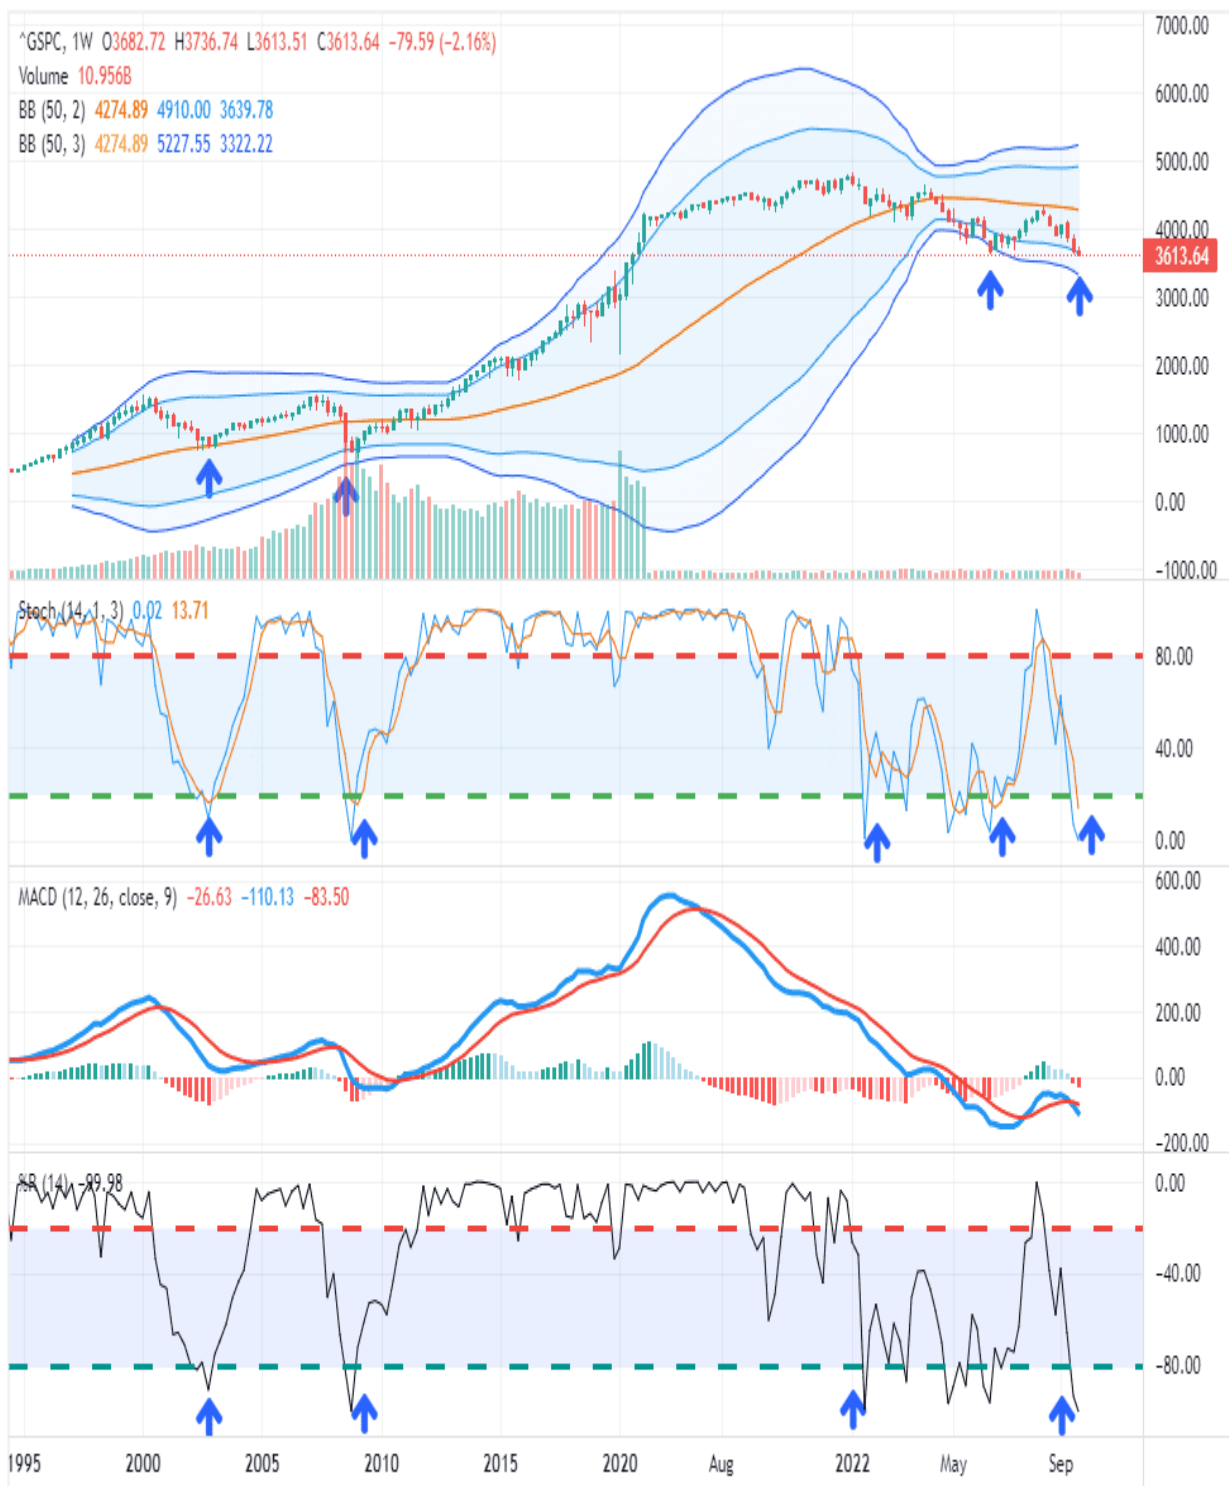 ^GSPC, 1W O3682.72 H3736.74 L3613.51 C3613.64 −79.59 (−2.16%)
Volume 10.956B
BB (50, 2) 4274.89 4910.00 3639.78
BB (50, 3) 4274.89 5227.55 3322.22
7000.00
6000.00
5000.00
4000.00
3613.64
3000.00
2000.00
1000.00
0.00
−1000.00
Stoch (14, 1, 3) 0.02 13.71
80.00
40.00
0.00
MACD (12, 26, close, 9) −26.63 −110.13 −83.50
600.00
400.00
200.00
0.00
−200.00
%R (14) −99.98
0.00
−40.00
−80.00
1995 2000 2005 2010 2015 2020 Aug 2022 May Sep